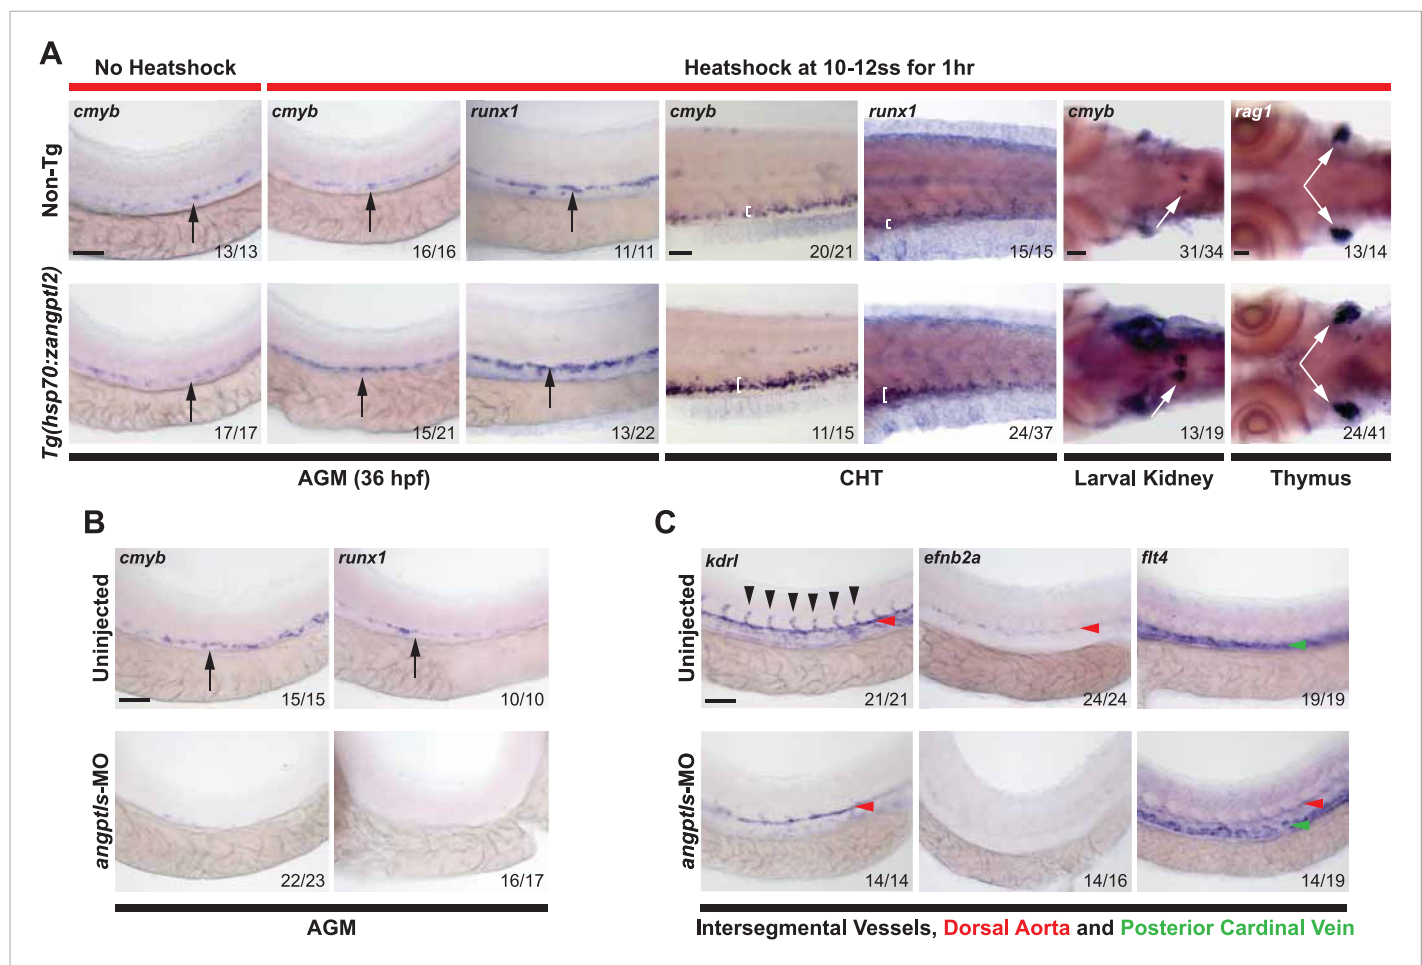 A
No Heatshock
Heatshock at 10-12ss for 1hr
Non-Tg
cmyb
13/13
cmyb
16/16
runx1
11/11
cmyb
20/21
runx1
15/15
cmyb
31/34
rag1
13/14
Tg(hsp70:zangptl2)
17/17
15/21
13/22
11/15
24/37
13/19
24/41
AGM (36 hpf)
CHT
Larval Kidney
Thymus
B
Uninjected
cmyb
15/15
runx1
10/10
angptls-MO
22/23
16/17
AGM
C
Uninjected
kdrl
21/21
efnb2a
24/24
flt4
19/19
angptls-MO
14/14
14/16
14/19
Intersegmental Vessels, Dorsal Aorta and Posterior Cardinal Vein